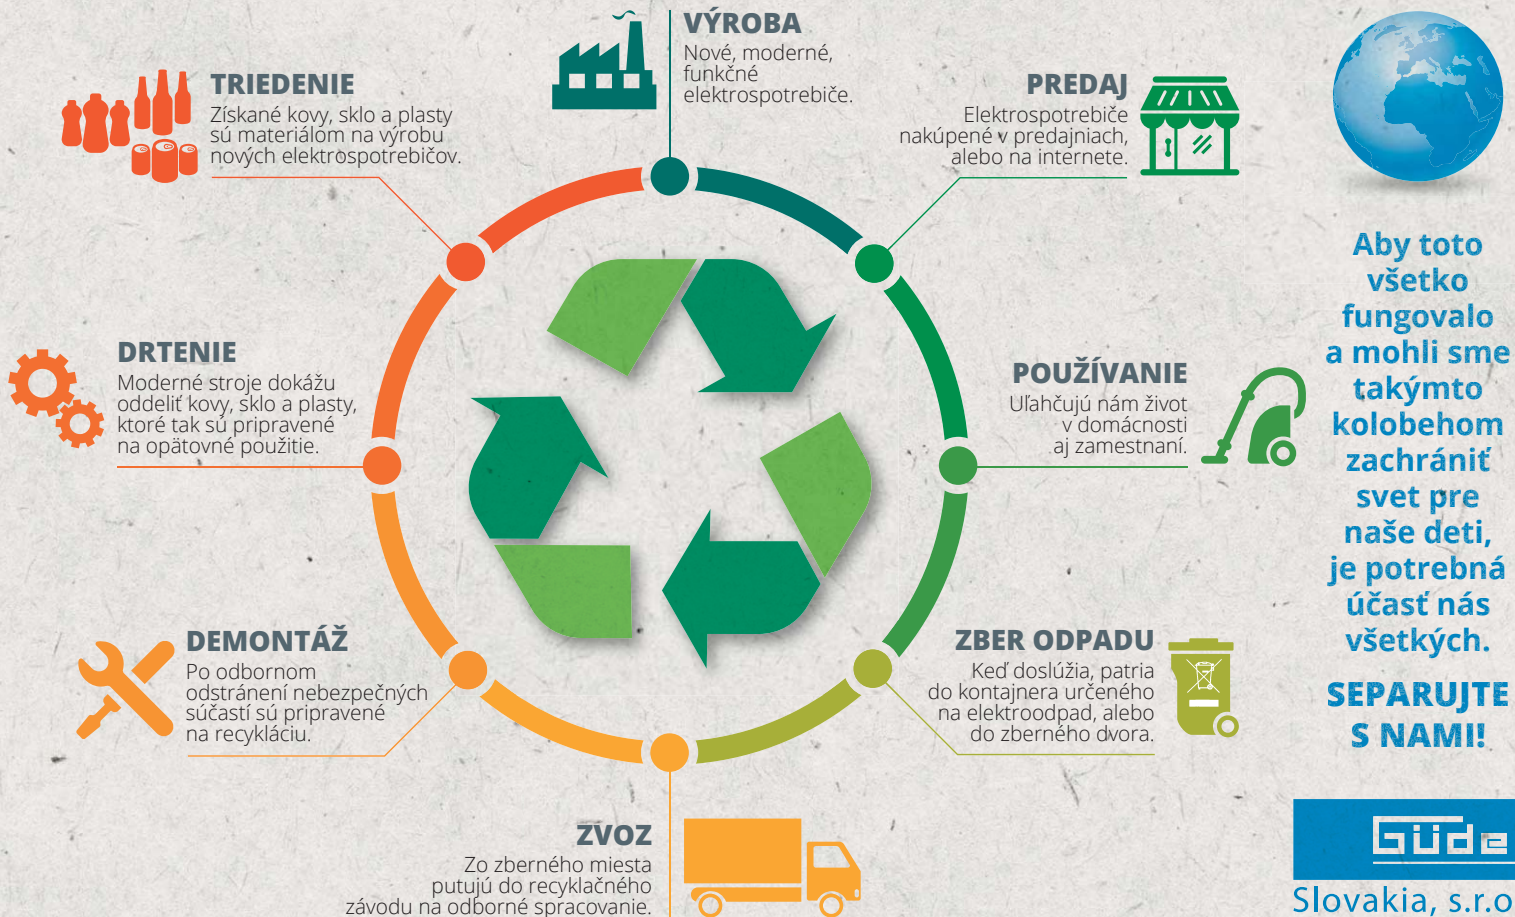 VÝROBA
Nové, moderné,
funkčné
elektrospotrebiče.
PREDAJ
Elektrospotrebiče
nakúpené v predajniach,
alebo na internete.
POUŽÍVANIE
Uľahčujú nám život
v domácnosti
aj zamestnaní.
ZBER ODPADU
Keď doslúžia, patria
do kontajnera určeného
na elektroodpad, alebo
do zberného dvora.
ZVOZ
Zo zberného miesta
putujú do recyklačného
závodu na odborné spracovanie.
DEMONTÁŽ
Po odbornom
odstránení nebezpečných
súčastí sú pripravené
na recykláciu.
DRTENIE
Moderné stroje dokážu
oddeliť kovy, sklo a plasty,
ktoré tak sú pripravené
na opätovné použitie.
TRIEDENIE
Získané kovy, sklo a plasty
sú materiálom na výrobu
nových elektrospotrebičov.
Aby toto
všetko
fungovalo
a mohli sme
takýmto
kolobehom
zachrániť
svet pre
naše deti,
je potrebná
účasť nás
všetkých.
SEPARUJTE
S NAMI!
Güde
Slovakia, s.r.o